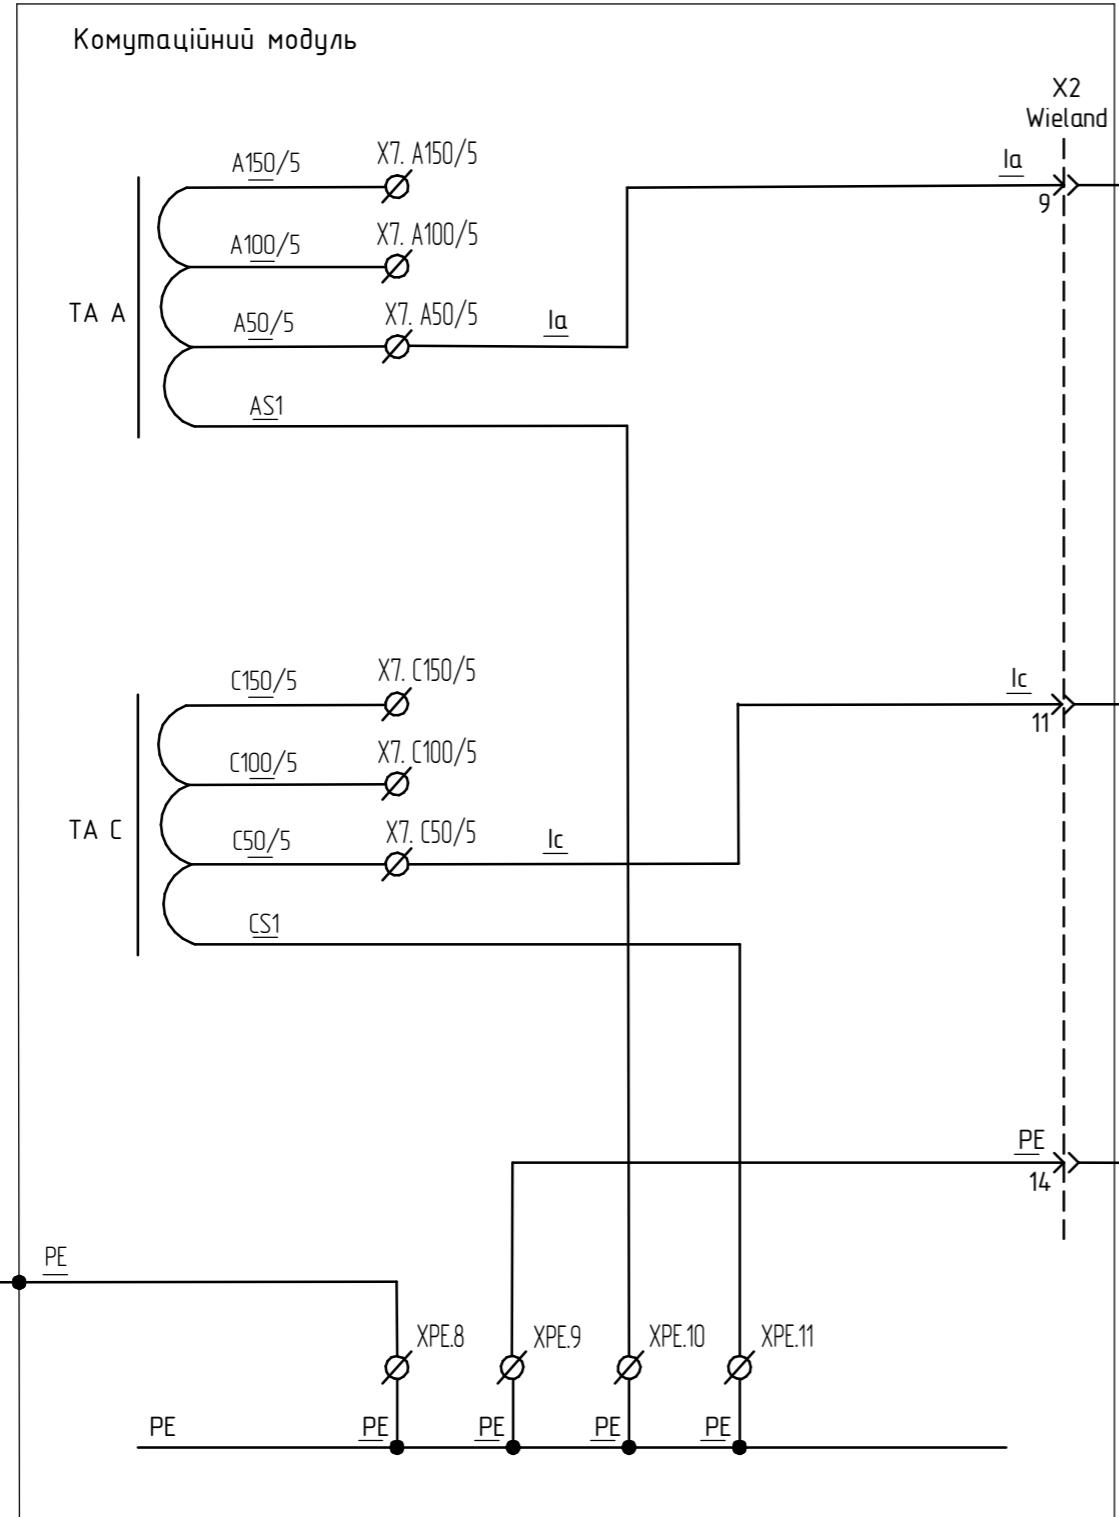 Комутаційний модуль
X2
Wieland
A150/5
X7. A150/5
Ia
9
A100/5
X7. A100/5
TA A
A50/5
X7. A50/5
Ia
AS1
C150/5
X7. C150/5
Ic
11
C100/5
X7. C100/5
TA C
C50/5
X7. C50/5
Ic
CS1
PE
14
PE
XPE.8
XPE.9
XPE.10
XPE.11
PE
PE
PE
PE
PE